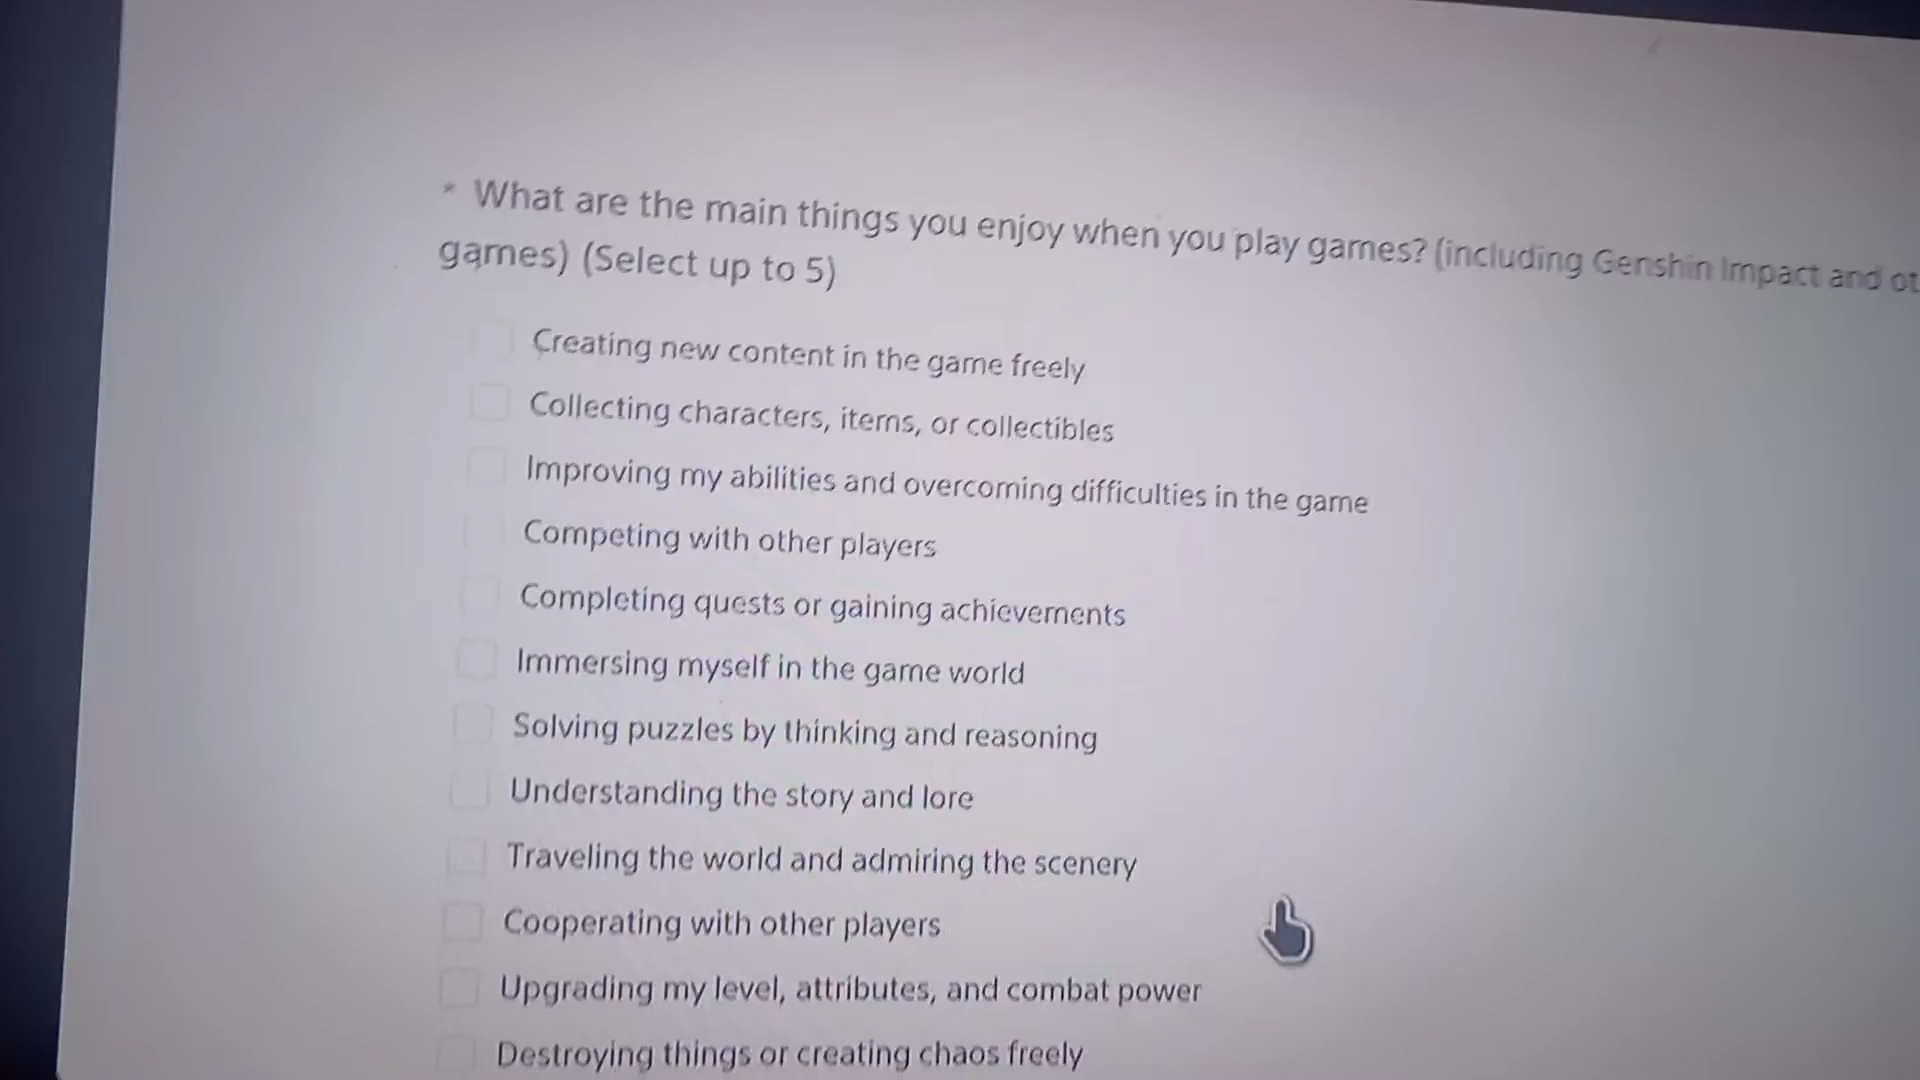 * What are the main things you enjoy when you play games? (including Genshin Impact and
games) (Select up to 5)
Creating new content in the game freely
Collecting characters, items, or collectibles
Improving my abilities and overcoming difficulties in the game
Competing with other players
Completing quests or gaining achievements
Immersing myself in the game world
Solving puzzles by thinking and reasoning
Understanding the story and lore
Traveling the world and admiring the scenery
Cooperating with other players
Upgrading my level, attributes, and combat power
Destroying things or creating chaos freely